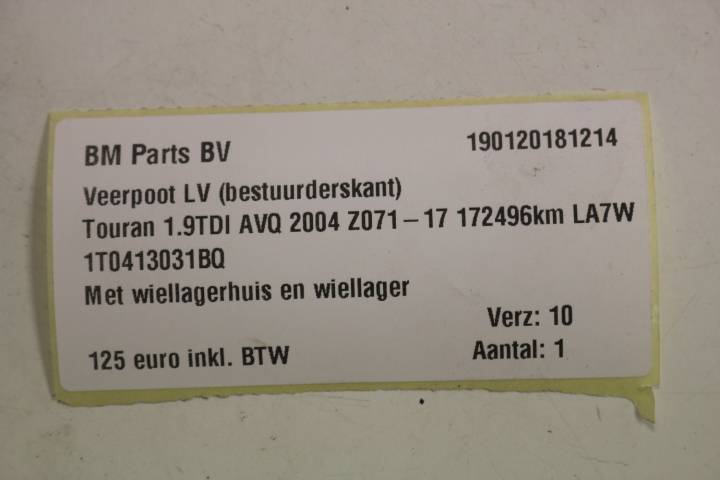 BM Parts BV 190120181214
Veerpoot LV (bestuurderskant)
Touran 1.9TDI AVQ 2004 Z071-17 172496km LA7W
1T0413031BQ
Met wiellagerhuis en wiellager
Verz: 10
125 euro inkl. BTW Aantal: 1